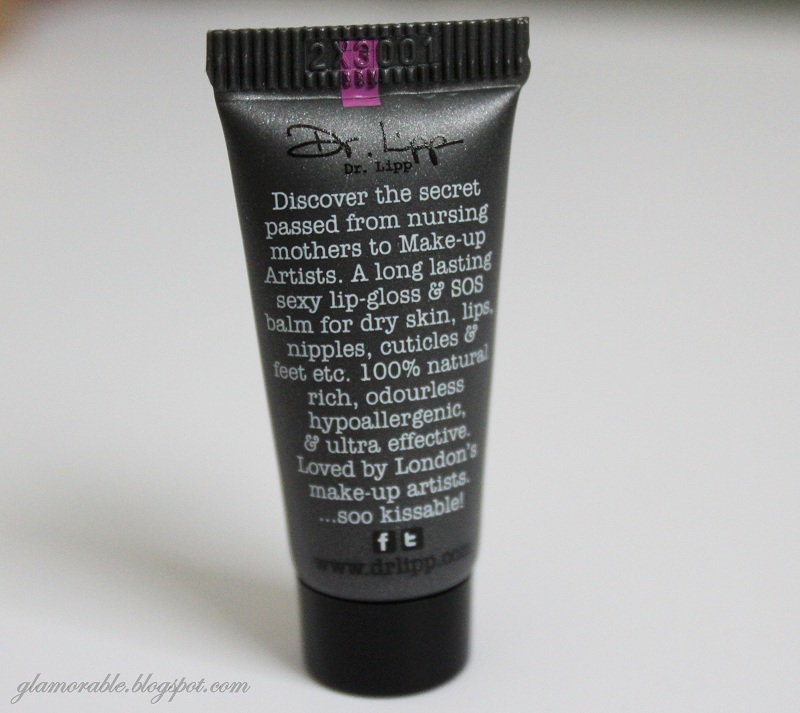 2X3001
Dr. Lipp
Dr. Lipp
Discover the secret
passed from nursing
mothers to Make-up
Artists. A long lasting
sexy lip-gloss & SOS
balm for dry skin, lips,
nipples, cuticles &
feet etc. 100% natural
rich, odourless
hypoallergenic,
& ultra effective.
Loved by London's
make-up artists.
...soo kissable!
f t
www.drlipp.com
glamorable.blogspot.com